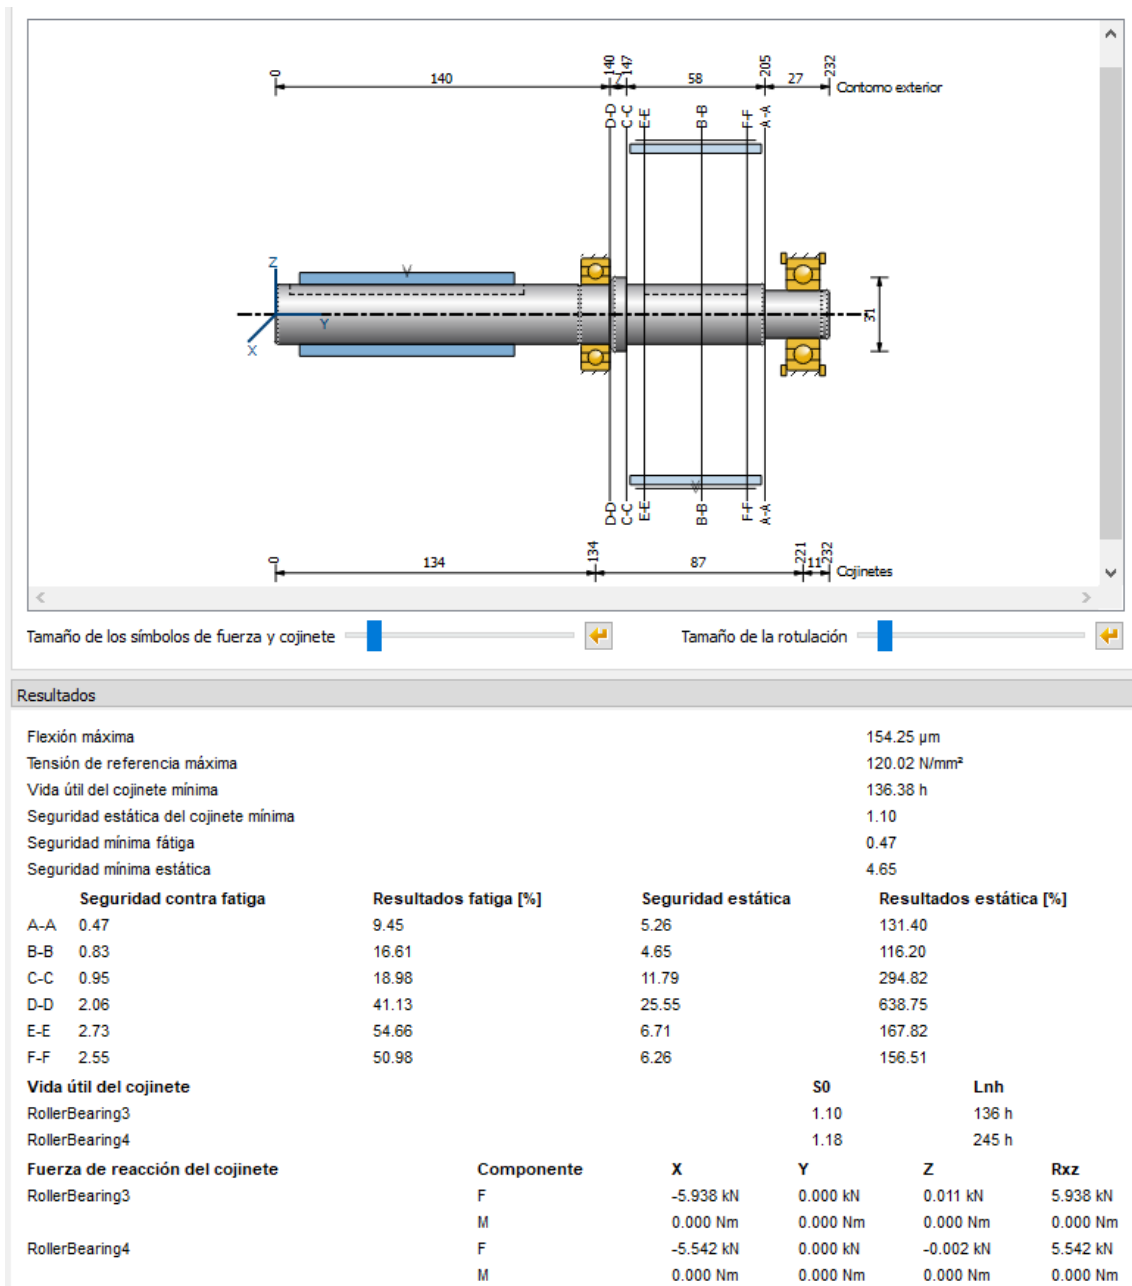 0 140 140 7 147 58 205 27 232 Contorno exterior
D-D C-C E-E B-B F-F A-A
Z
Y
X
31
D-D C-C E-E B-B F-F A-A
0 134 134 87 221 11 232 Cojinetes
Tamaño de los símbolos de fuerza y cojinete Tamaño de la rotulación
Resultados
Flexión máxima 154.25 µm
Tensión de referencia máxima 120.02 N/mm²
Vida útil del cojinete mínima 136.38 h
Seguridad estática del cojinete mínima 1.10
Seguridad mínima fátiga 0.47
Seguridad mínima estática 4.65
Seguridad contra fatiga Resultados fatiga [%] Seguridad estática Resultados estática [%]
A-A 0.47 9.45 5.26 131.40
B-B 0.83 16.61 4.65 116.20
C-C 0.95 18.98 11.79 294.82
D-D 2.06 41.13 25.55 638.75
E-E 2.73 54.66 6.71 167.82
F-F 2.55 50.98 6.26 156.51
Vida útil del cojinete S0 Lnh
RollerBearing3 1.10 136 h
RollerBearing4 1.18 245 h
Fuerza de reacción del cojinete Componente X Y Z Rxz
RollerBearing3 F -5.938 kN 0.000 kN 0.011 kN 5.938 kN
M 0.000 Nm 0.000 Nm 0.000 Nm 0.000 Nm
RollerBearing4 F -5.542 kN 0.000 kN -0.002 kN 5.542 kN
M 0.000 Nm 0.000 Nm 0.000 Nm 0.000 Nm